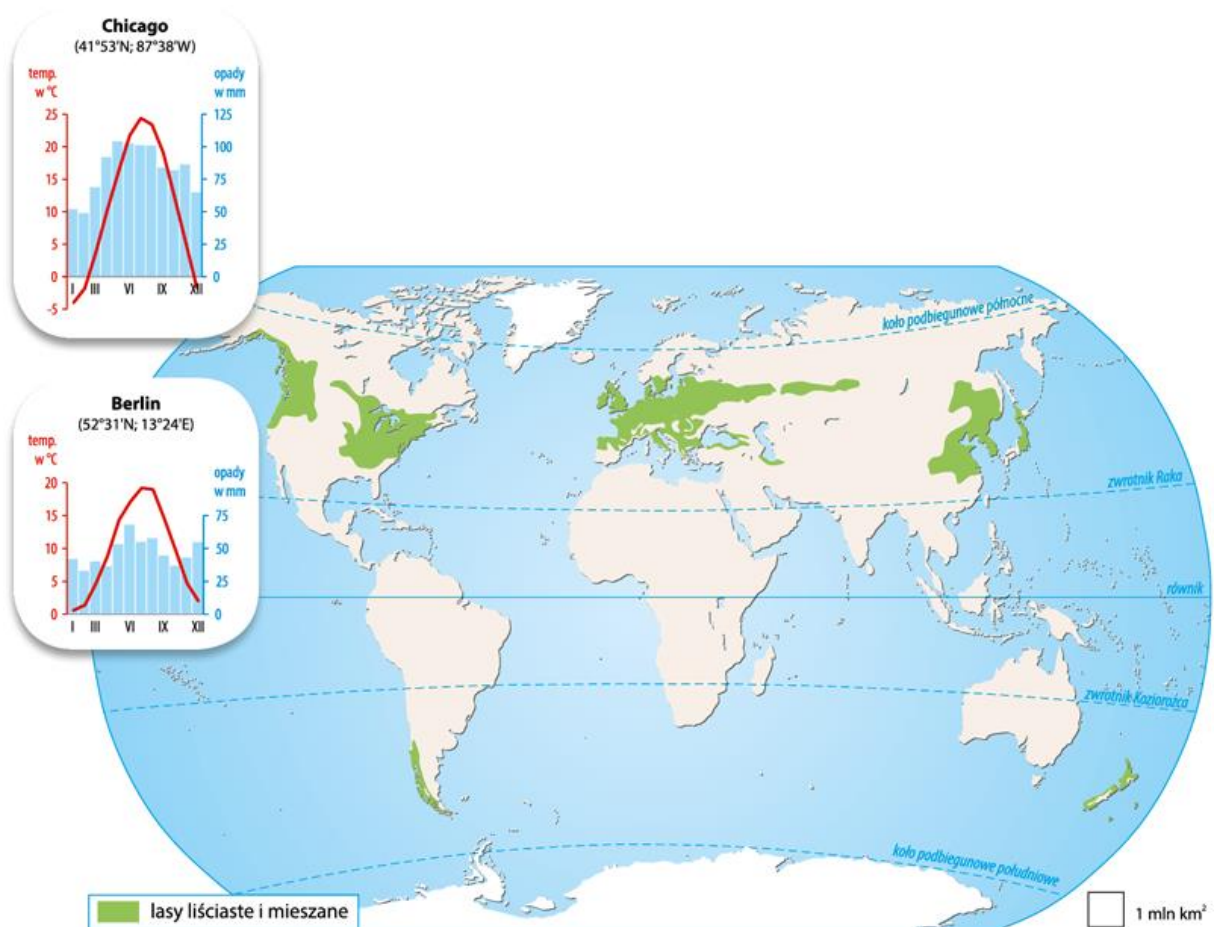 Chicago
(41°53'N; 87°38'W)
temp.
w °C
opady
w mm
25
20
15
10
5
0
-5
125
100
75
50
25
0
I III VI IX XII
Berlin
(52°31'N; 13°24'E)
temp.
w °C
opady
w mm
20
15
10
5
0
75
50
25
0
I III VI IX XII
koło podbiegunowe północne
zwrotnik Raka
równik
zwrotnik Koziorożca
koło podbiegunowe południowe
lasy liściaste i mieszane
1 mln km²